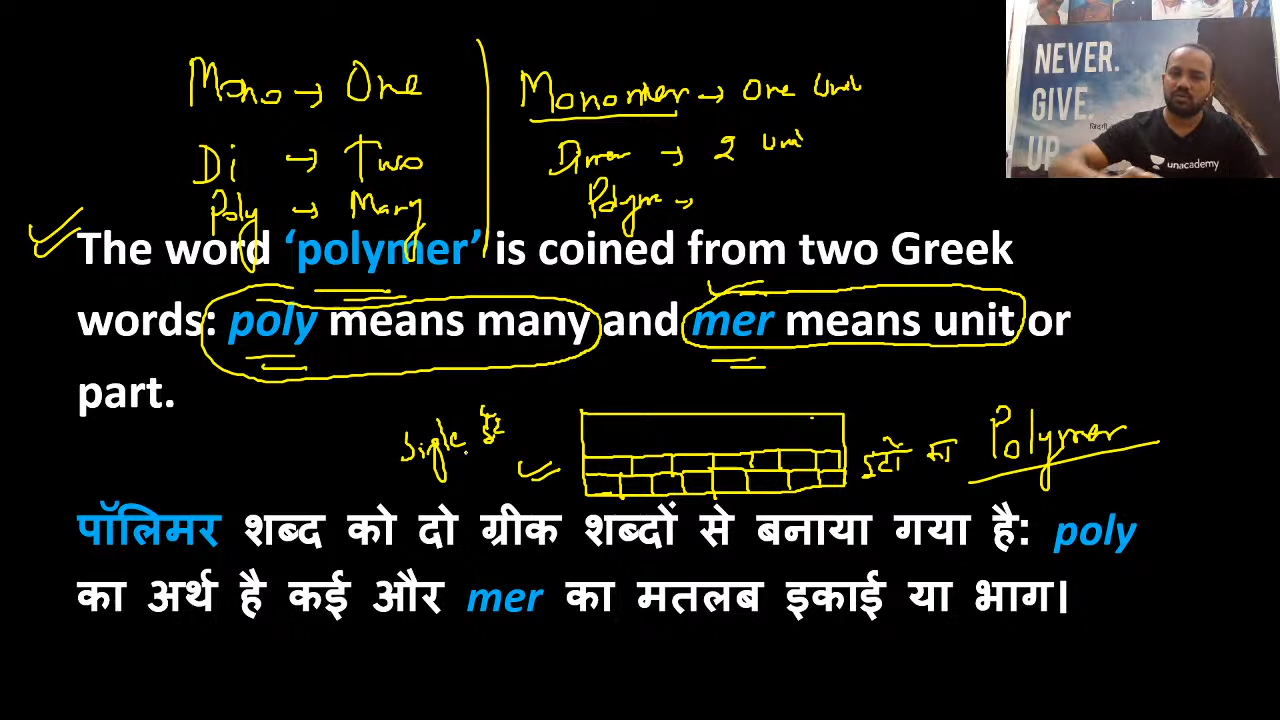 Mono → One
Di → Two
Poly → Many
Monomer → One Unit
Dimer → 2 Unit
Polyme →
NEVER.
GIVE.
UP
जिंदगी
unacademy
The word ‘polymer’ is coined from two Greek
words: poly means many and mer means unit or
part.
Single ईंट
ईंटों का Polymer
पॉलिमर शब्द को दो ग्रीक शब्दों से बनाया गया है: poly
का अर्थ है कई और mer का मतलब इकाई या भाग।